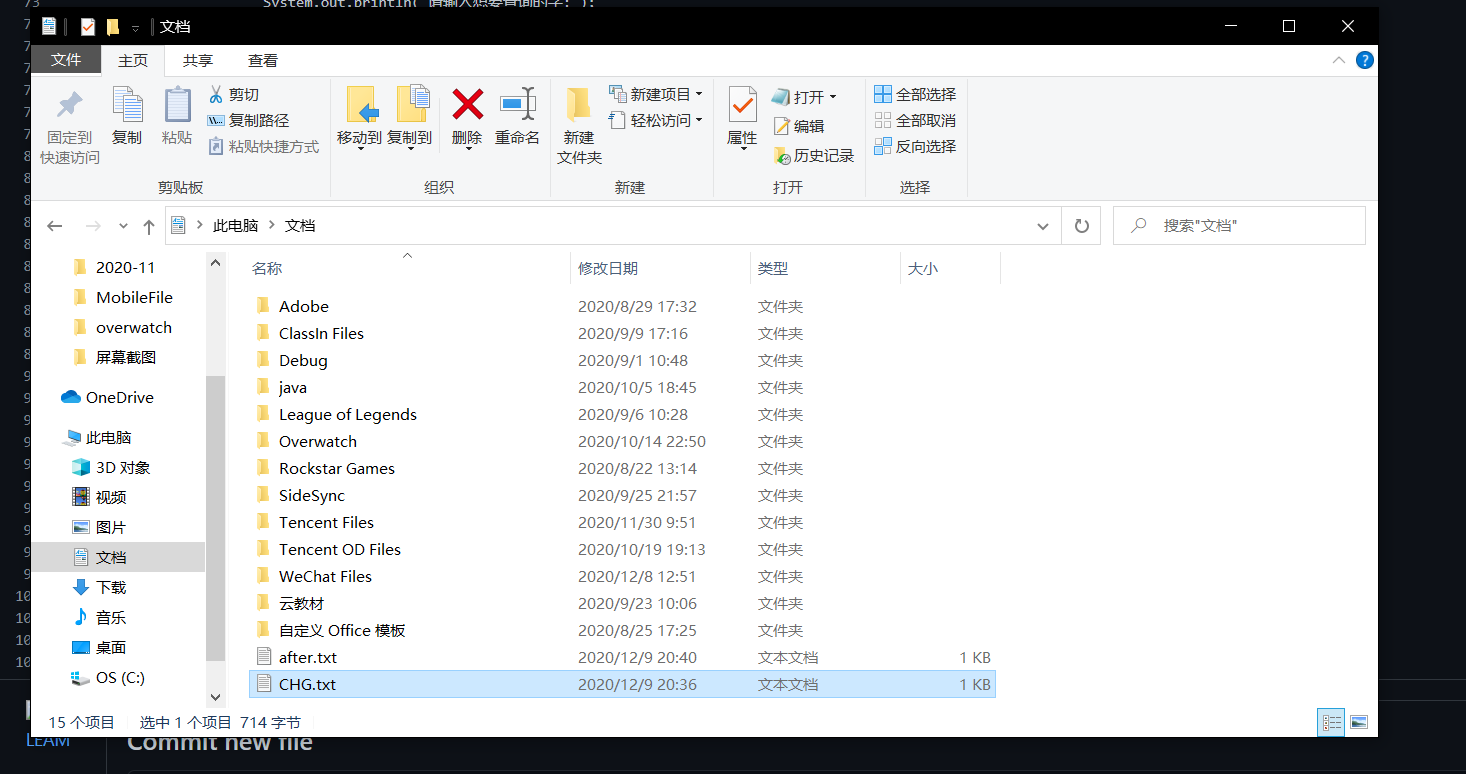 73 System.out.println( 请输入您要查询的字: );
文档
文件 主页 共享 查看
固定到快速访问
复制
粘贴
剪切
复制路径
粘贴快捷方式
剪贴板
移动到 复制到 删除 重命名
组织
新建文件夹
新建项目
轻松访问
新建
属性
打开
编辑
历史记录
打开
全部选择
全部取消
反向选择
选择
此电脑 文档
搜索"文档"
2020-11
MobileFile
overwatch
屏幕截图
OneDrive
此电脑
3D 对象
视频
图片
文档
下载
音乐
桌面
OS (C:)
名称 修改日期 类型 大小
Adobe 2020/8/29 17:32 文件夹
ClassIn Files 2020/9/9 17:16 文件夹
Debug 2020/9/1 10:48 文件夹
java 2020/10/5 18:45 文件夹
League of Legends 2020/9/6 10:28 文件夹
Overwatch 2020/10/14 22:50 文件夹
Rockstar Games 2020/8/22 13:14 文件夹
SideSync 2020/9/25 21:57 文件夹
Tencent Files 2020/11/30 9:51 文件夹
Tencent OD Files 2020/10/19 19:13 文件夹
WeChat Files 2020/12/8 12:51 文件夹
云教材 2020/9/23 10:06 文件夹
自定义 Office 模板 2020/8/25 17:25 文件夹
after.txt 2020/12/9 20:40 文本文档 1 KB
CHG.txt 2020/12/9 20:36 文本文档 1 KB
15 个项目 选中 1 个项目 714 字节
LEAM
Commit new file